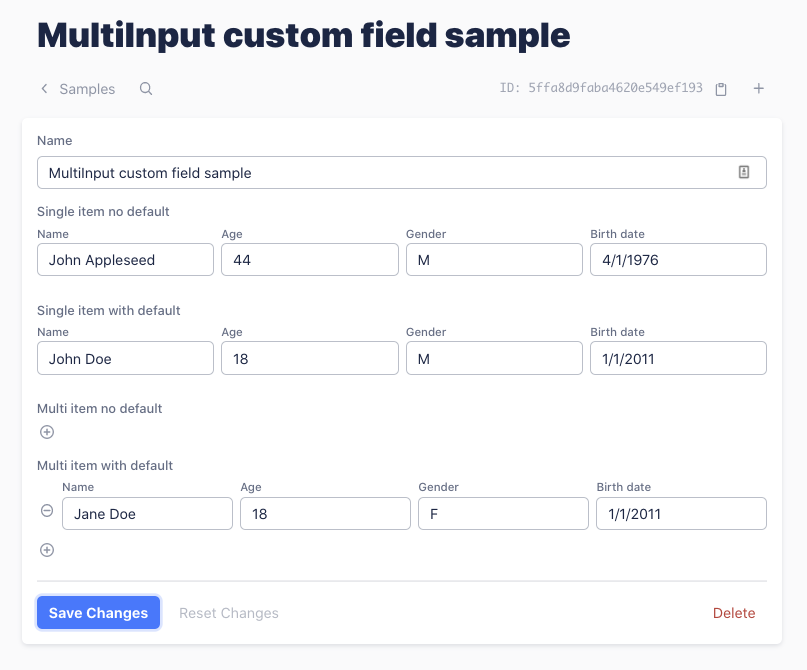 MultiInput custom field sample
Samples ID: 5ffa8d9faba4620e549ef193
Name
MultiInput custom field sample
Single item no default
Name Age Gender Birth date
John Appleseed 44 M 4/1/1976
Single item with default
Name Age Gender Birth date
John Doe 18 M 1/1/2011
Multi item no default
Multi item with default
Name Age Gender Birth date
Jane Doe 18 F 1/1/2011
Save Changes Reset Changes Delete